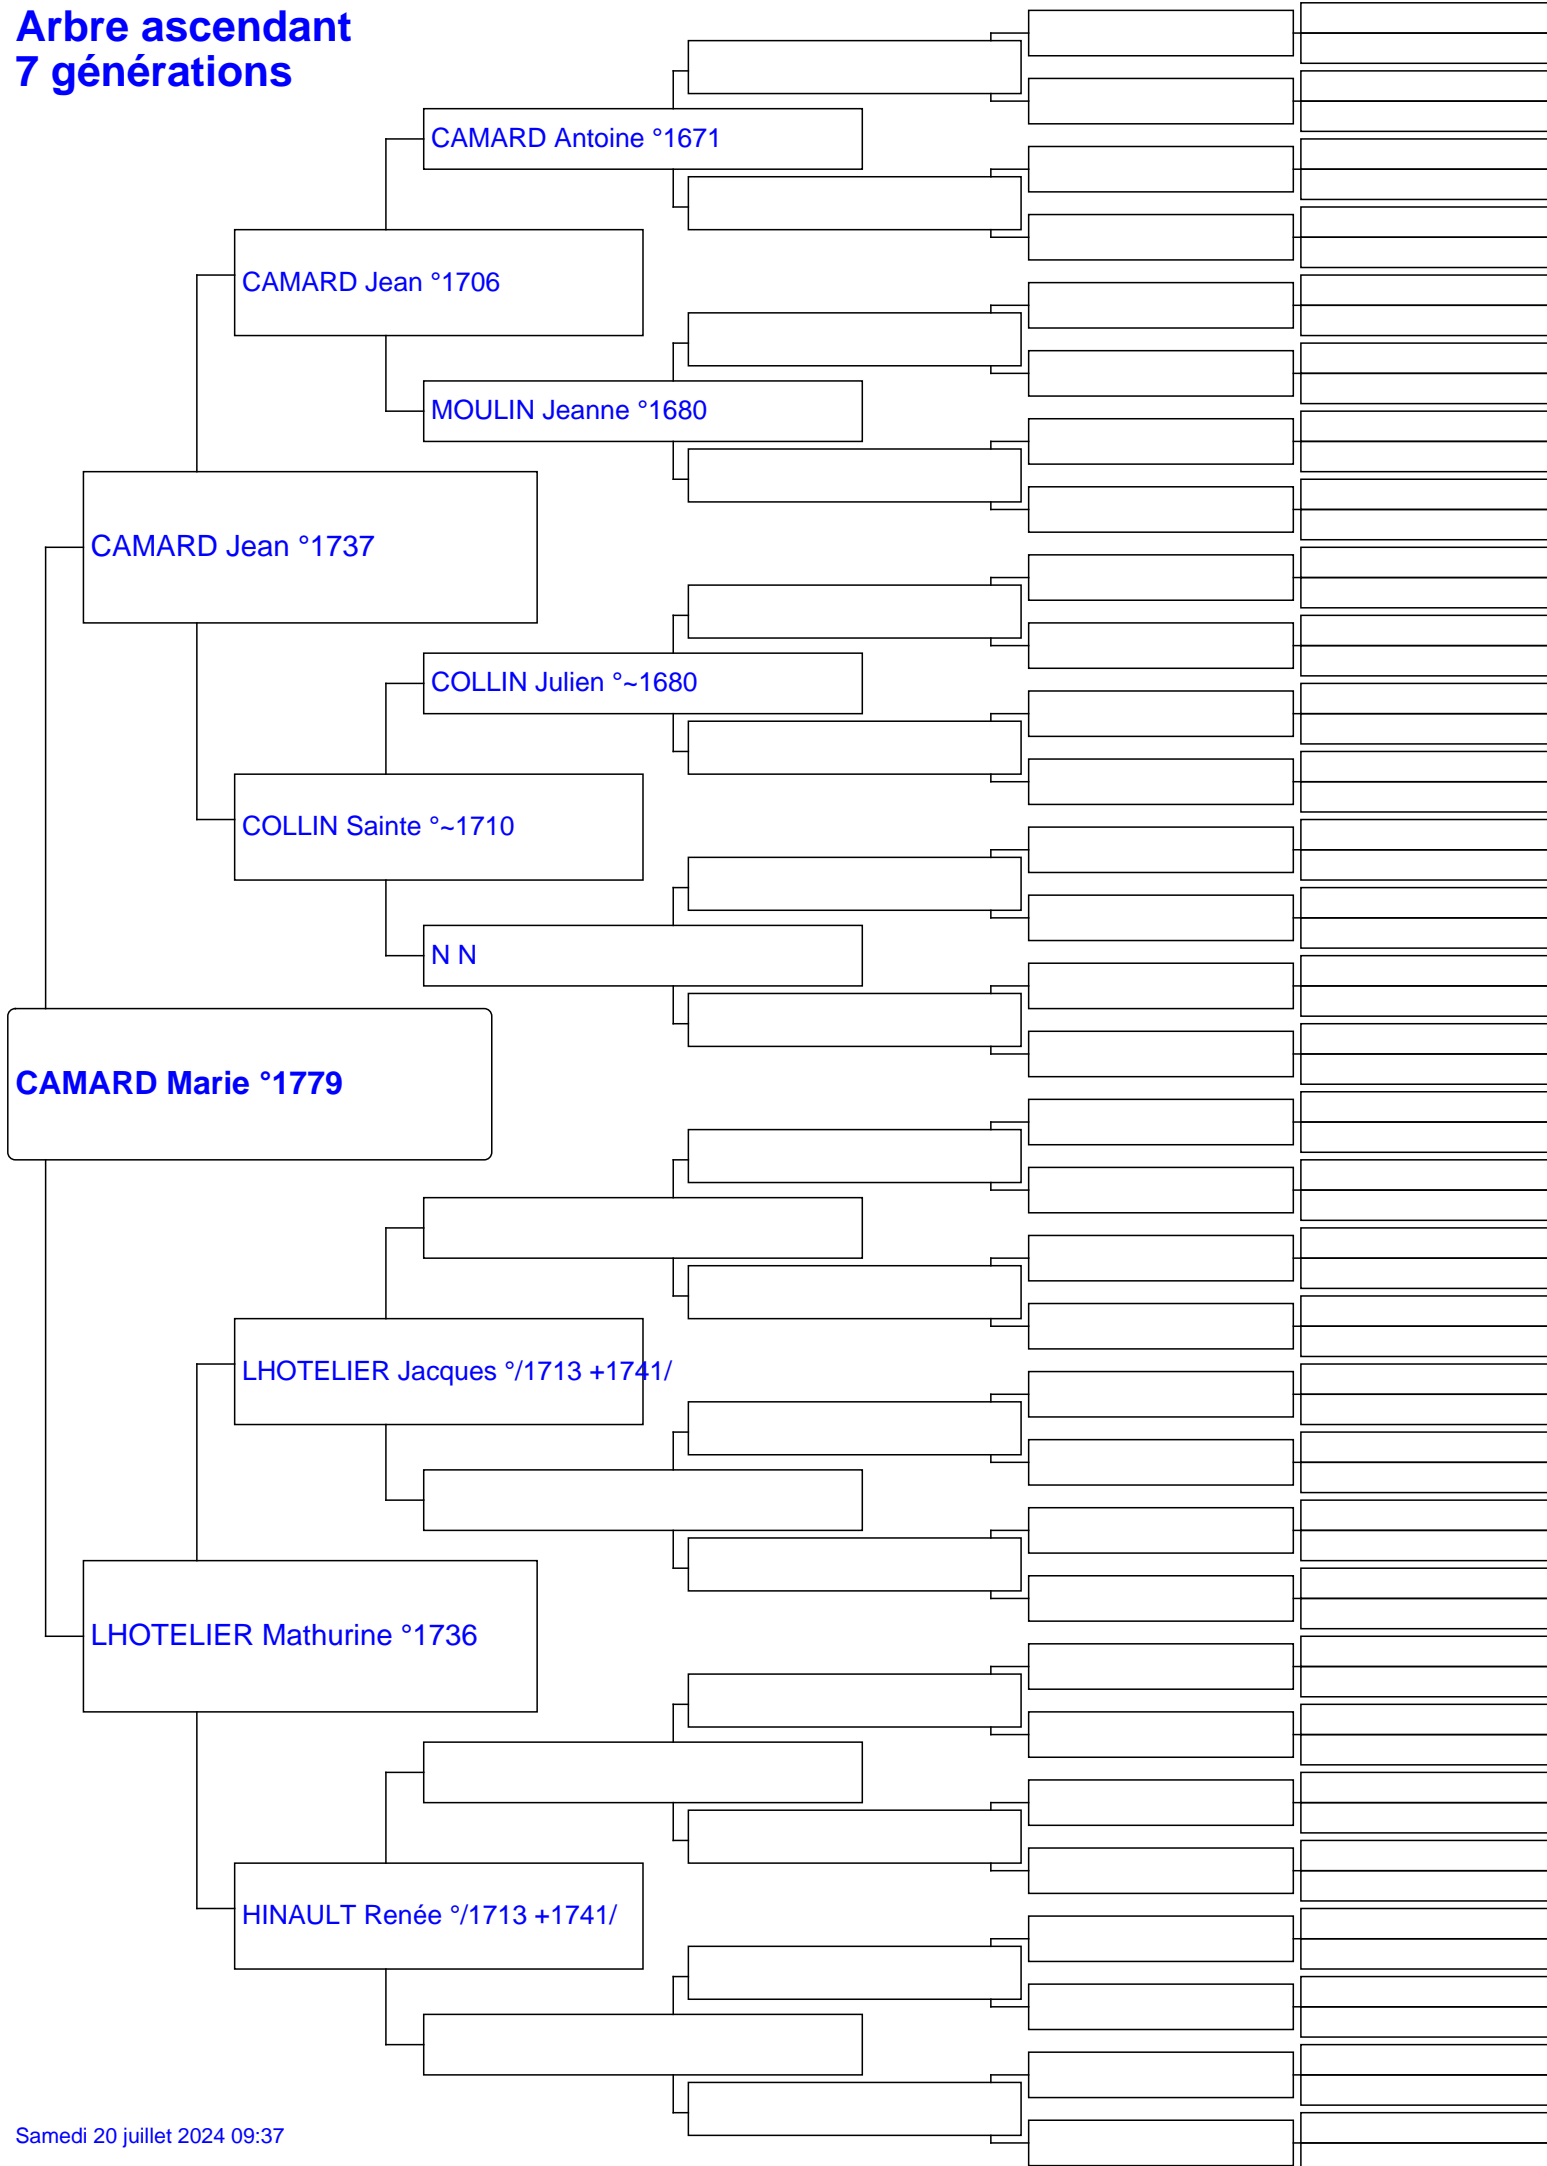 Arbre ascendant
7 générations
CAMARD Antoine °1671
CAMARD Jean °1706
MOULIN Jeanne °1680
CAMARD Jean °1737
COLLIN Julien °~1680
COLLIN Sainte °~1710
N N
CAMARD Marie °1779
LHOTELIER Jacques °/1713 +1741/
LHOTELIER Mathurine °1736
HINAULT Renée °/1713 +1741/
Samedi 20 juillet 2024 09:37